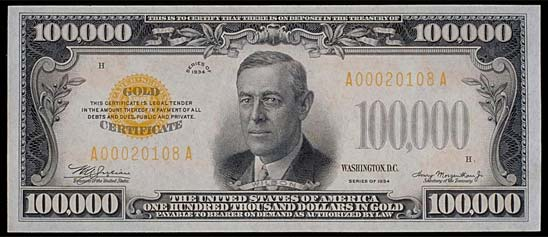 THIS IS TO CERTIFY THAT THERE IS ON DEPOSIT IN THE TREASURY OF
100,000
100,000
H
SERIES OF
1934
A00020108 A
GOLD
THIS CERTIFICATE IS LEGAL TENDER
IN THE AMOUNT THEREOF IN PAYMENT OF ALL
DEBTS AND DUES, PUBLIC AND PRIVATE.
CERTIFICATE
100,000
A00020108 A
WASHINGTON, D.C.
H
SERIES OF 1934
WILSON
Treasurer of the United States
Henry Morgenthau Jr.
Secretary of the Treasury
THE UNITED STATES OF AMERICA
100,000
ONE HUNDRED THOUSAND DOLLARS IN GOLD
100,000
PAYABLE TO BEARER ON DEMAND AS AUTHORIZED BY LAW